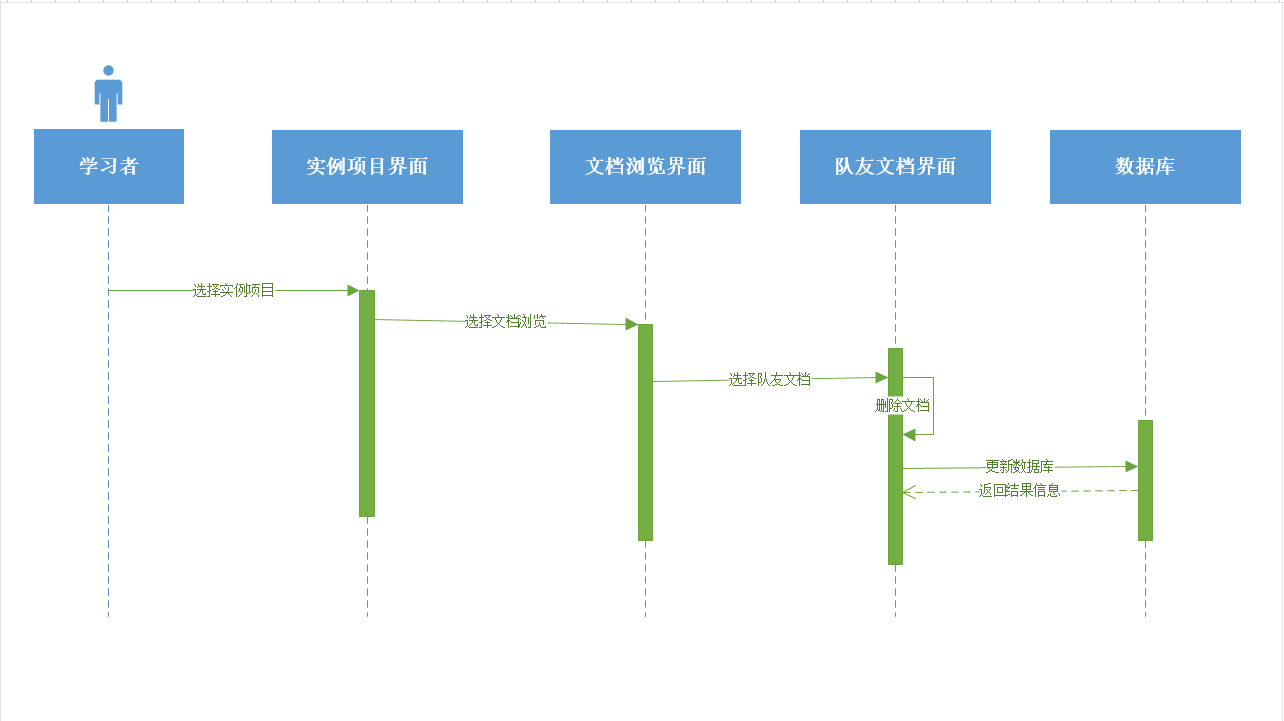 学习者
实例项目界面
文档浏览界面
队友文档界面
数据库
选择实例项目
选择文档浏览
选择队友文档
删除文档
更新数据库
返回结果信息